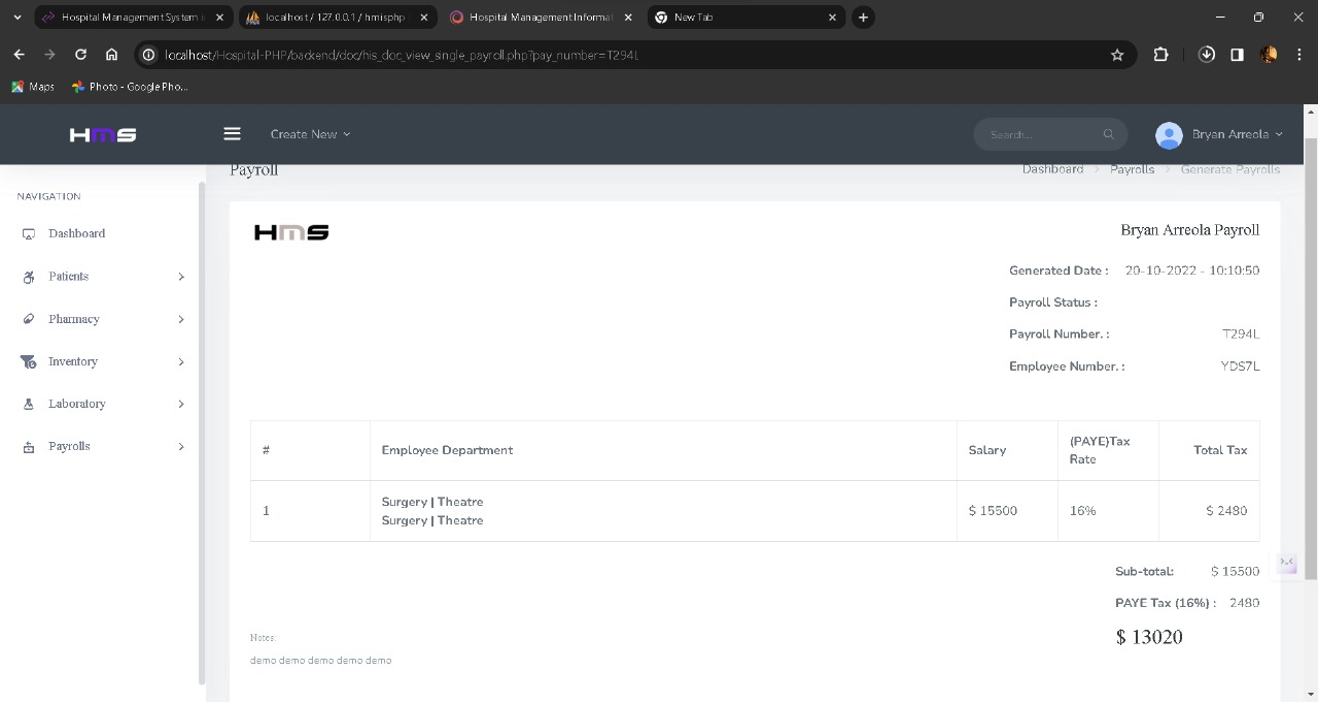 Hospital Management System i
localhost / 127.0.0.1 / hmisphp
Hospital Management Informat
New Tab
localhost/Hospital-PHP/backend/doc/his_doc_view_single_payroll.php?pay_number=T294L
Maps
Photo - Google Pho...
HMS
Create New
Search...
Bryan Arreola
Payroll
Dashboard
Payrolls
Generate Payrolls
NAVIGATION
Dashboard
Patients
Pharmacy
Inventory
Laboratory
Payrolls
HMS
Bryan Arreola Payroll
Generated Date : 20-10-2022 - 10:10:50
Payroll Status :
Payroll Number. : T294L
Employee Number. : YDS7L
# Employee Department Salary (PAYE)Tax Rate Total Tax
1 Surgery | Theatre $ 15500 16% $ 2480
Surgery | Theatre
Sub-total: $ 15500
PAYE Tax (16%) : 2480
$ 13020
Notes:
demo demo demo demo demo